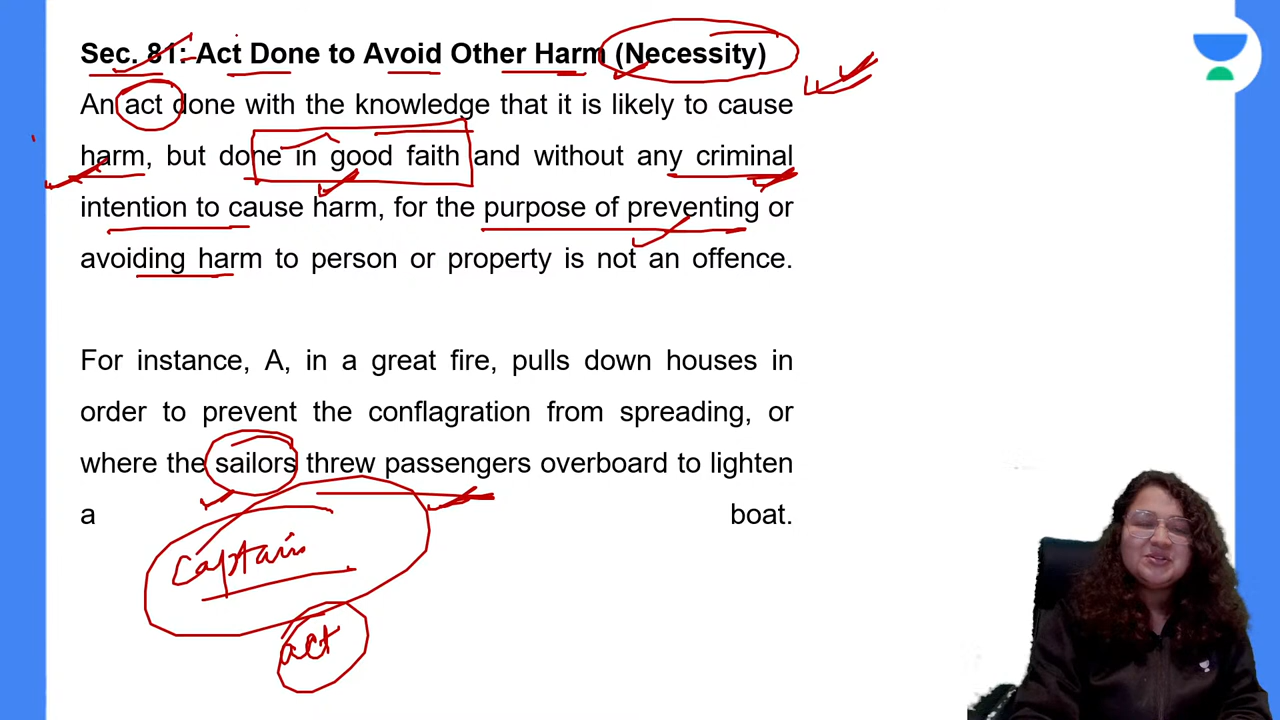 Sec. 81: Act Done to Avoid Other Harm (Necessity)
An act done with the knowledge that it is likely to cause
harm, but done in good faith and without any criminal
intention to cause harm, for the purpose of preventing or
avoiding harm to person or property is not an offence.
For instance, A, in a great fire, pulls down houses in
order to prevent the conflagration from spreading, or
where the sailors threw passengers overboard to lighten
a boat.
Captain
act